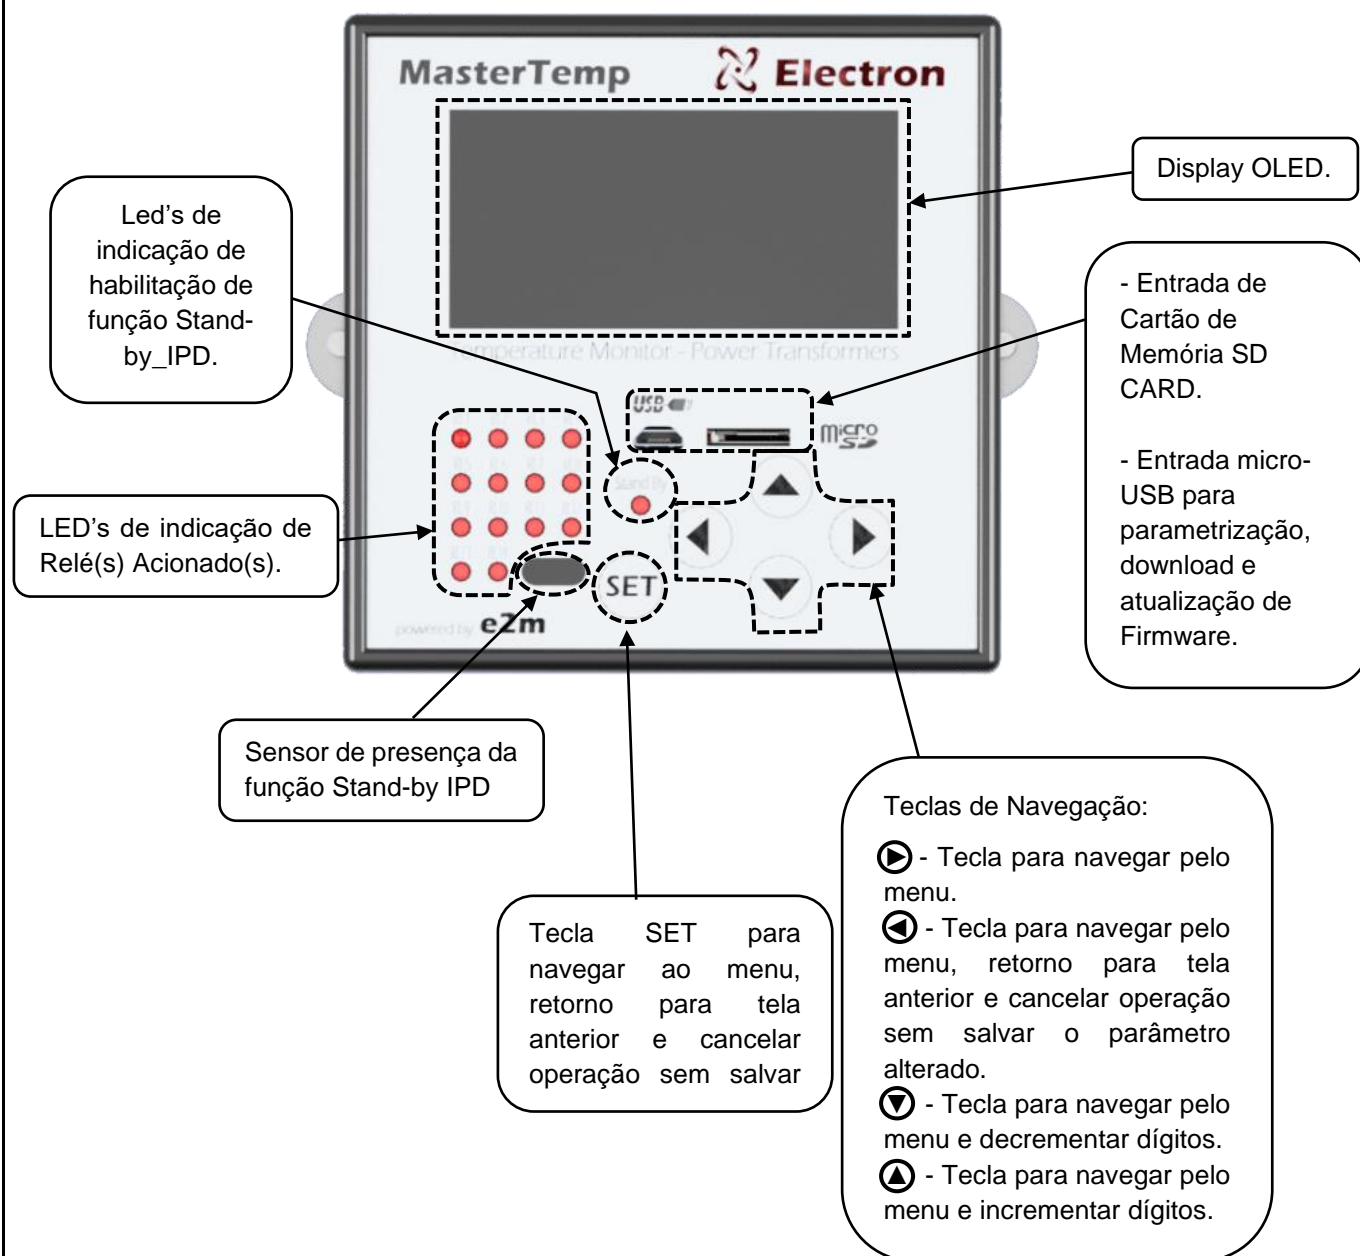 MasterTemp
Electron
Display OLED.
Led’s de
indicação de
habilitação de
função Stand-
by_IPD.
- Entrada de
Cartão de
Memória SD
CARD.
- Entrada micro-
USB para
parametrização,
download e
atualização de
Firmware.
Temperature Monitor - Power Transformers
USB
micro
SD
Stand By
LED’s de indicação de
Relé(s) Acionado(s).
SET
powered by e2m
Sensor de presença da
função Stand-by IPD
Tecla SET para
navegar ao menu,
retorno para tela
anterior e cancelar
operação sem salvar
Teclas de Navegação:
- Tecla para navegar pelo
menu.
- Tecla para navegar pelo
menu, retorno para tela
anterior e cancelar operação
sem salvar o parâmetro
alterado.
- Tecla para navegar pelo
menu e decrementar dígitos.
- Tecla para navegar pelo
menu e incrementar dígitos.